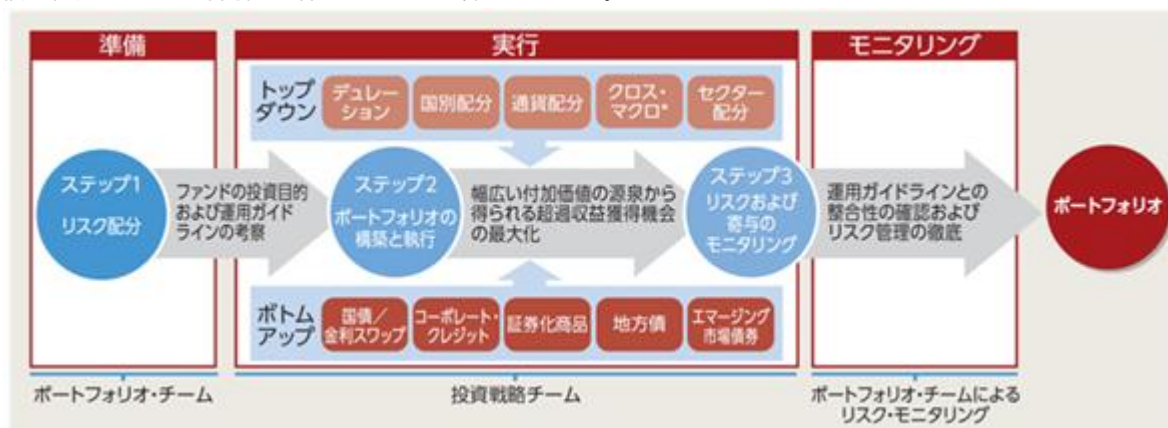 準備
実行
モニタリング
トップ
ダウン
デュレー
ション
国別配分
通貨配分
クロス・
マクロ*
セクター
配分
ステップ1
リスク配分
ファンドの投資目的
および運用ガイド
ラインの考察
ステップ2
ポートフォリオの
構築と執行
幅広い付加価値の源泉から
得られる超過収益獲得機会
の最大化
ステップ3
リスクおよび
寄与の
モニタリング
運用ガイドラインとの
整合性の確認および
リスク管理の徹底
ポートフォリオ
ボトム
アップ
国債／
金利スワップ
コーポレート・
クレジット
証券化商品
地方債
エマージング
市場債券
ポートフォリオ・チーム
投資戦略チーム
ポートフォリオ・チームによる
リスク・モニタリング